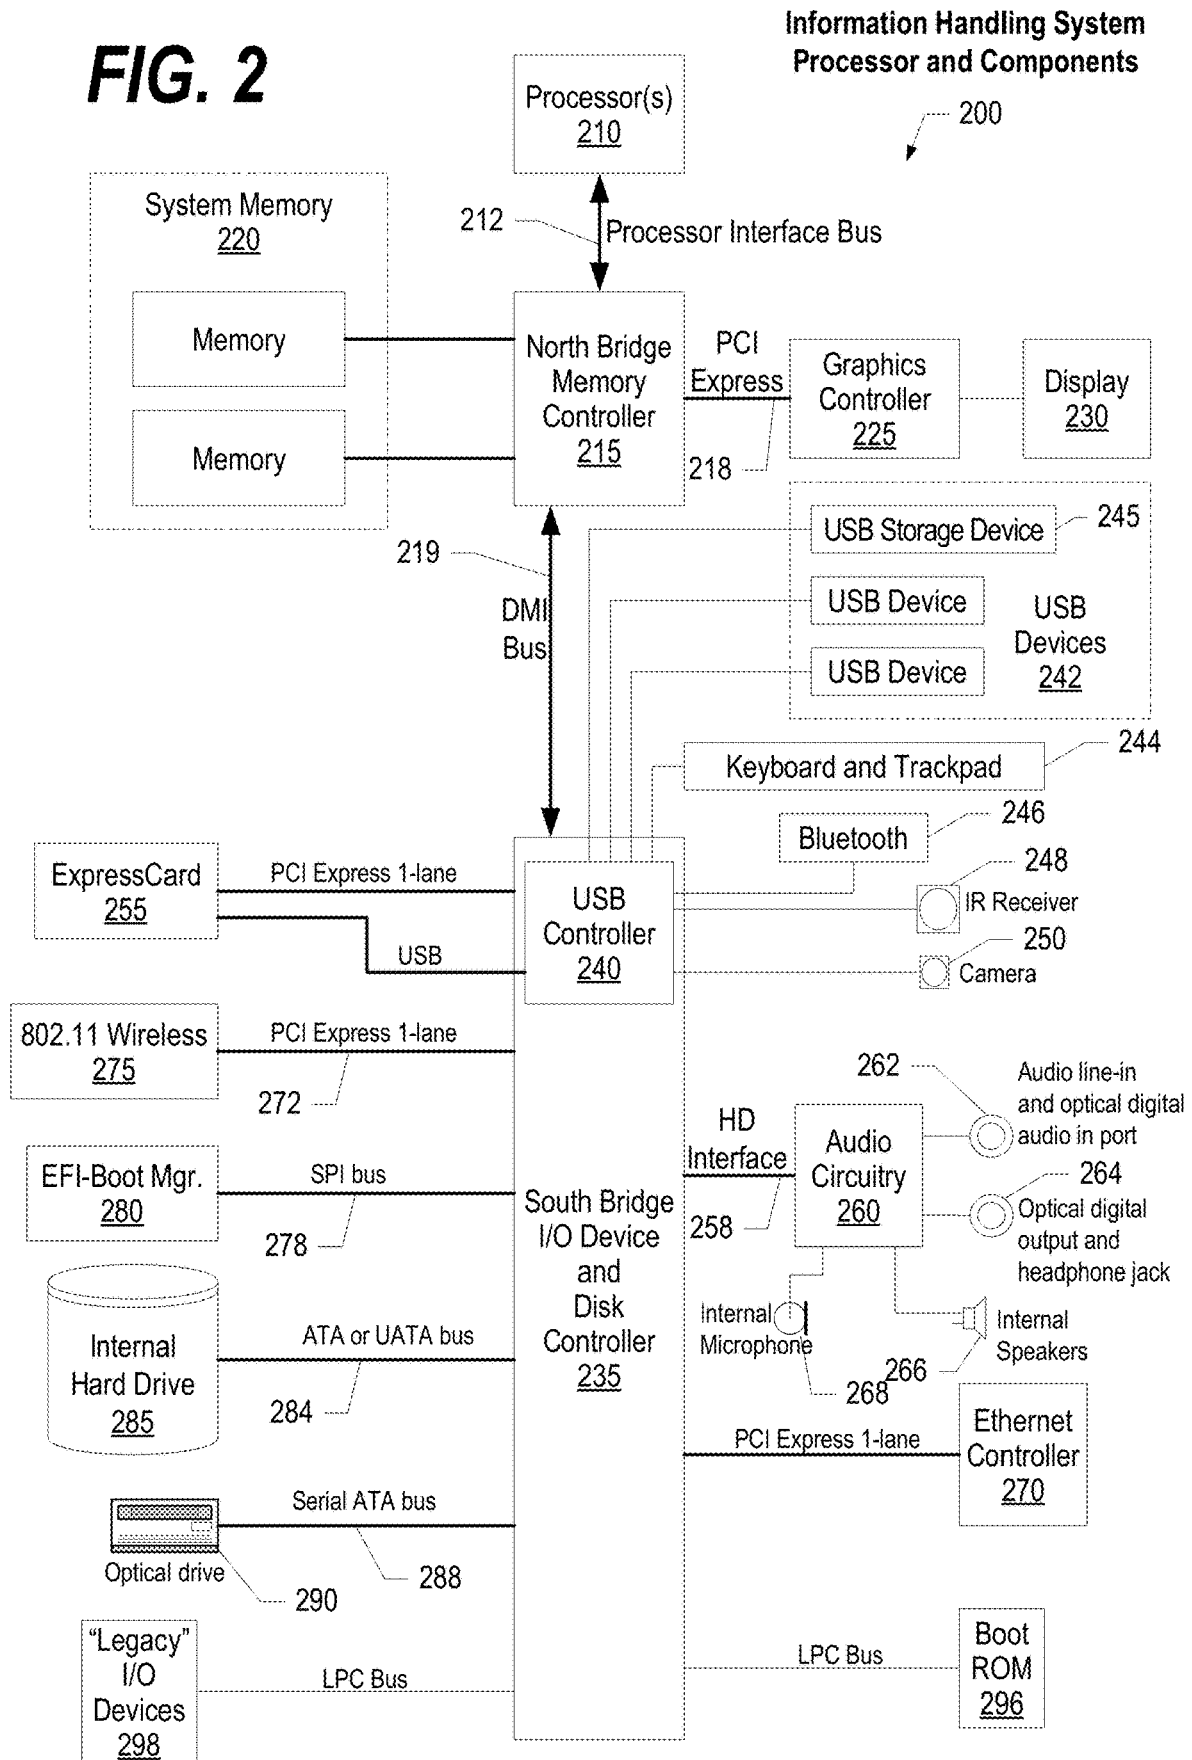 FIG. 2
Information Handling System
Processor and Components
200
Processor(s)
210
212
Processor Interface Bus
System Memory
220
Memory
Memory
North Bridge
Memory
Controller
215
PCI
Express
218
Graphics
Controller
225
Display
230
219
DMI
Bus
USB Storage Device
245
USB Device
USB Device
USB
Devices
242
Keyboard and Trackpad
244
Bluetooth
246
248
IR Receiver
250
Camera
ExpressCard
255
PCI Express 1-lane
USB
USB
Controller
240
802.11 Wireless
275
PCI Express 1-lane
272
EFI-Boot Mgr.
280
SPI bus
278
South Bridge
I/O Device
and
Disk
Controller
235
HD
Interface
258
Audio
Circuitry
260
262
Audio line-in
and optical digital
audio in port
264
Optical digital
output and
headphone jack
Internal
Microphone
268
266
Internal
Speakers
Internal
Hard Drive
285
ATA or UATA bus
284
PCI Express 1-lane
Ethernet
Controller
270
Serial ATA bus
288
Optical drive
290
“Legacy”
I/O
Devices
298
LPC Bus
LPC Bus
Boot
ROM
296